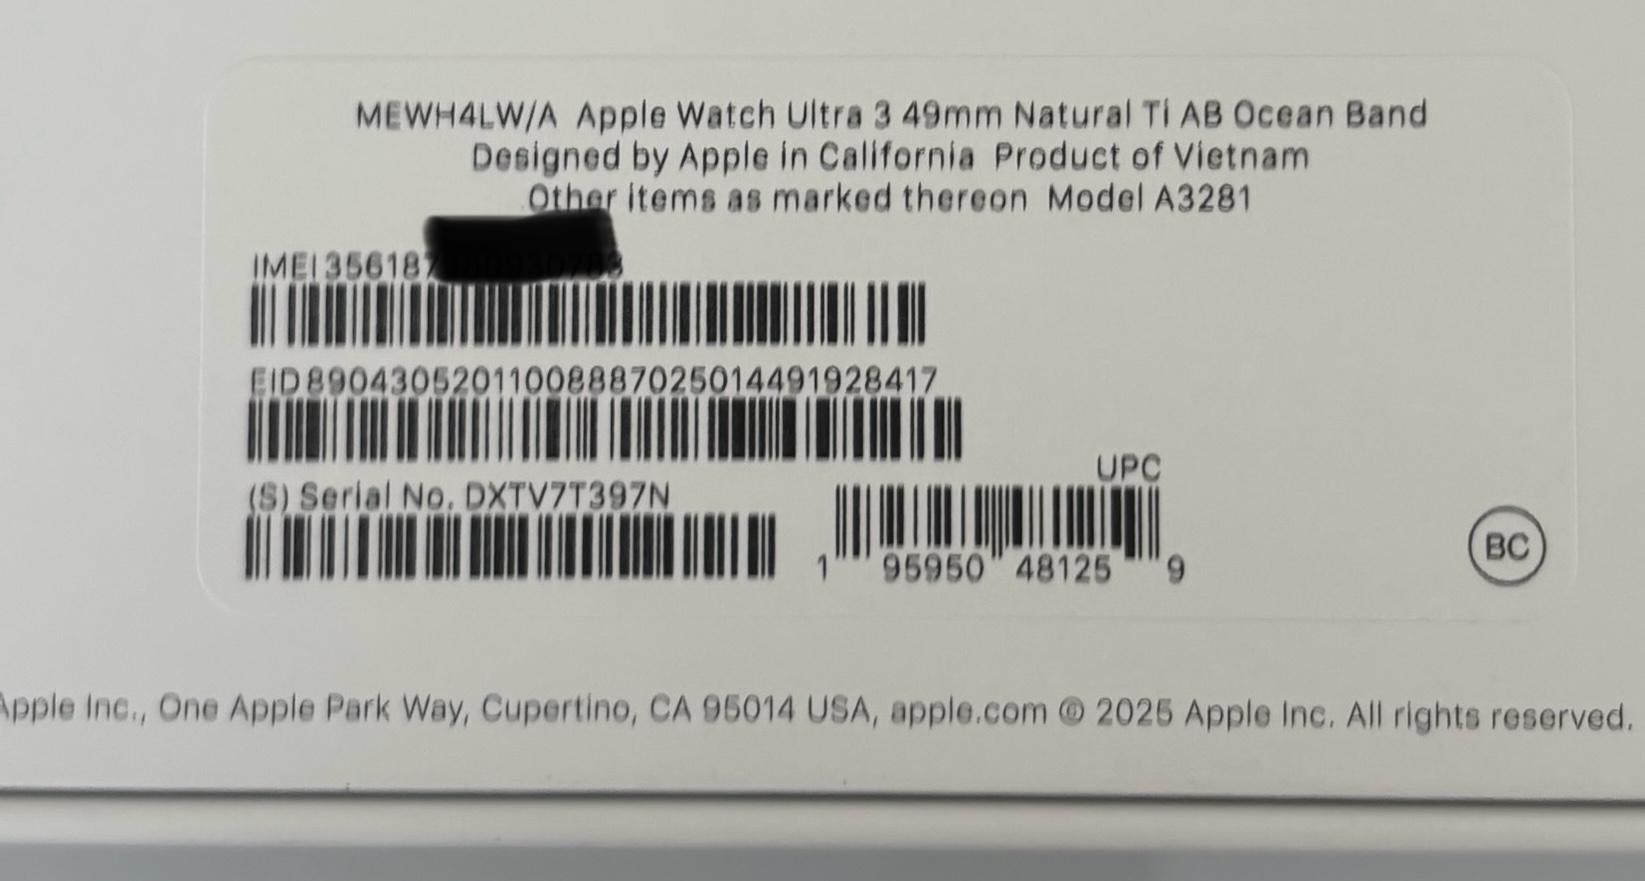 MEWH4LW/A Apple Watch Ultra 3 49mm Natural Ti AB Ocean Band
Designed by Apple in California Product of Vietnam
Other items as marked thereon Model A3281
IMEI 356187
EID 89043052011008887025014491928417
UPC
(S) Serial No. DXTV7T397N
1 95950 48125 9
BC
Apple Inc., One Apple Park Way, Cupertino, CA 95014 USA, apple.com © 2025 Apple Inc. All rights reserved.